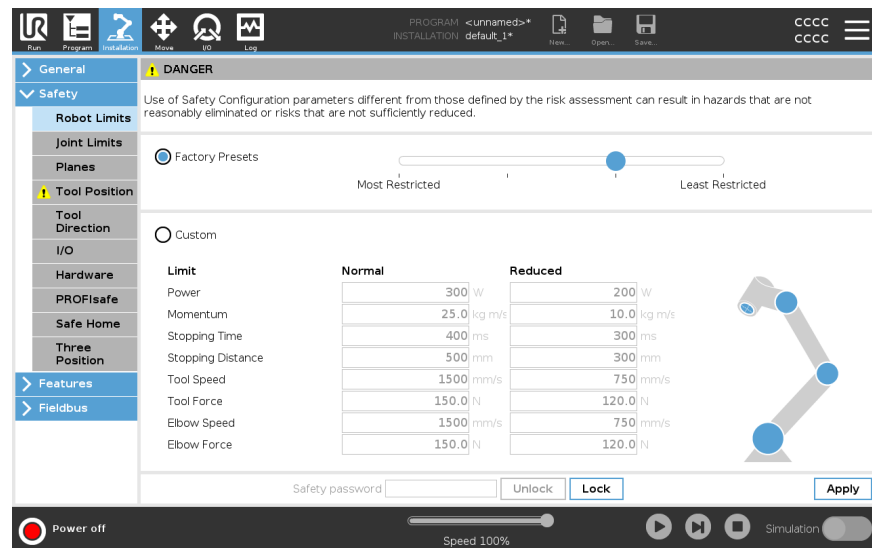 PROGRAM <unnamed>*
INSTALLATION default_1*
Run Program Installation Move I/O Log New... Open... Save...
CCCC
CCCC
General
Safety
Robot Limits
Joint Limits
Planes
Tool Position
Tool
Direction
I/O
Hardware
PROFIsafe
Safe Home
Three
Position
Features
Fieldbus
DANGER
Use of Safety Configuration parameters different from those defined by the risk assessment can result in hazards that are not
reasonably eliminated or risks that are not sufficiently reduced.
Factory Presets
Most Restricted Least Restricted
Custom
Limit Normal Reduced
Power 300 W 200 W
Momentum 25.0 kg m/s 10.0 kg m/s
Stopping Time 400 ms 300 ms
Stopping Distance 500 mm 300 mm
Tool Speed 1500 mm/s 750 mm/s
Tool Force 150.0 N 120.0 N
Elbow Speed 1500 mm/s 750 mm/s
Elbow Force 150.0 N 120.0 N
Safety password Unlock Lock Apply
Power off Speed 100% Simulation